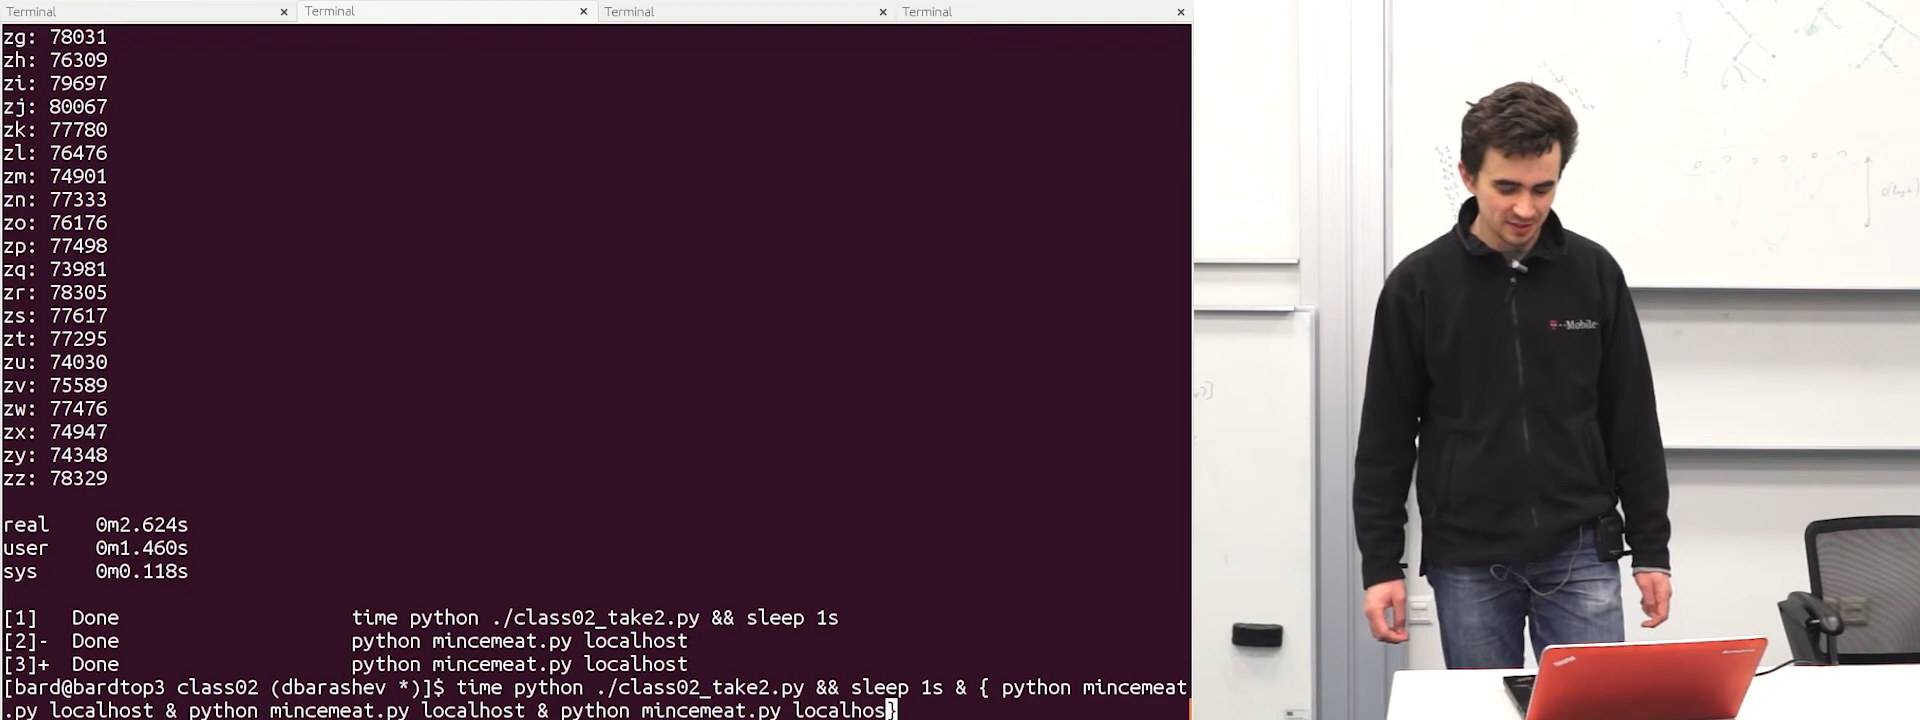 Terminal
Terminal
Terminal
Terminal
zg: 78031
zh: 76309
zi: 79697
zj: 80067
zk: 77780
zl: 76476
zm: 74901
zn: 77333
zo: 76176
zp: 77498
zq: 73981
zr: 78305
zs: 77617
zt: 77295
zu: 74030
zv: 75589
zw: 77476
zx: 74947
zy: 74348
zz: 78329
real 0m2.624s
user 0m1.460s
sys 0m0.118s
[1] Done time python ./class02_take2.py && sleep 1s
[2]- Done python mincemeat.py localhost
[3]+ Done python mincemeat.py localhost
[bard@bardtop3 class02 (dbarashev *)]$ time python ./class02_take2.py && sleep 1s & { python mincemeat
.py localhost & python mincemeat.py localhost & python mincemeat.py localhos}
T-Mobile
ThinkPad